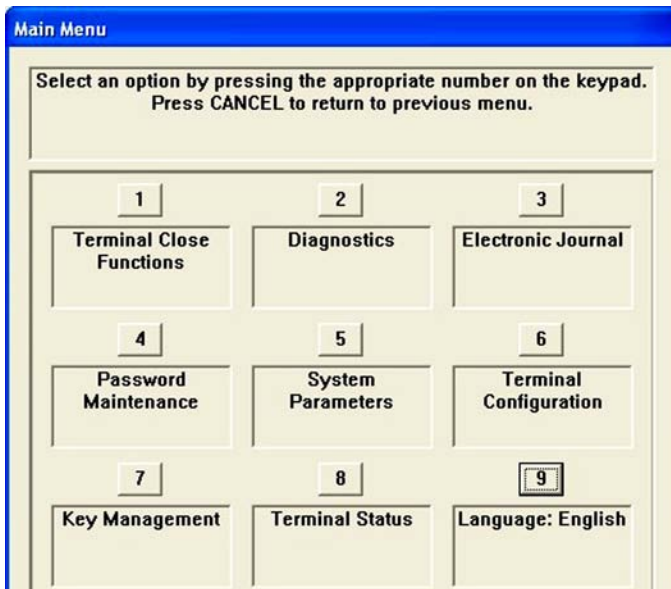 Main Menu
Select an option by pressing the appropriate number on the keypad.
Press CANCEL to return to previous menu.
1
2
3
Terminal Close
Functions
Diagnostics
Electronic Journal
4
5
6
Password
Maintenance
System
Parameters
Terminal
Configuration
7
8
9
Key Management
Terminal Status
Language: English